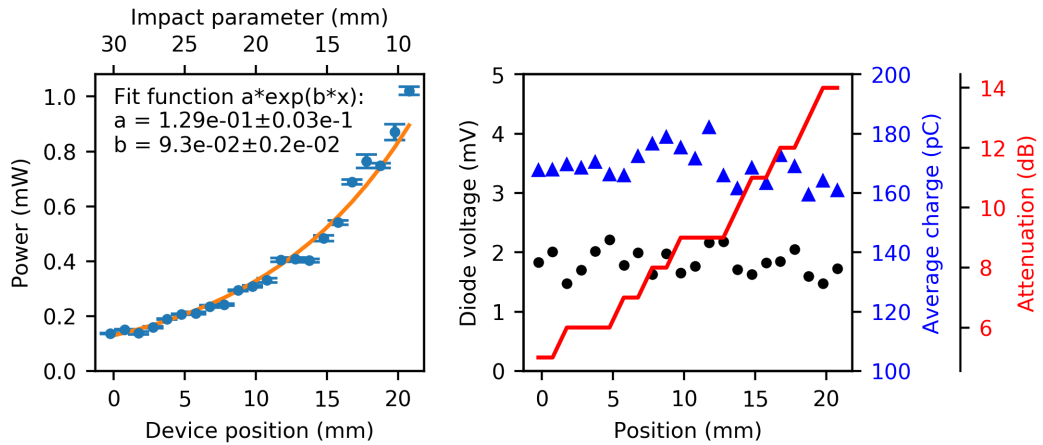 Impact parameter (mm)
30 25 20 15 10
Fit function a*exp(b*x):
a = 1.29e-01±0.03e-1
b = 9.3e-02±0.2e-02
Power (mW)
1.0
0.8
0.6
0.4
0.2
0.0
0 5 10 15 20
Device position (mm)
Diode voltage (mV)
5
4
3
2
1
0
0 5 10 15 20
Position (mm)
200
180
160
140
120
100
Average charge (pC)
14
12
10
8
6
Attenuation (dB)